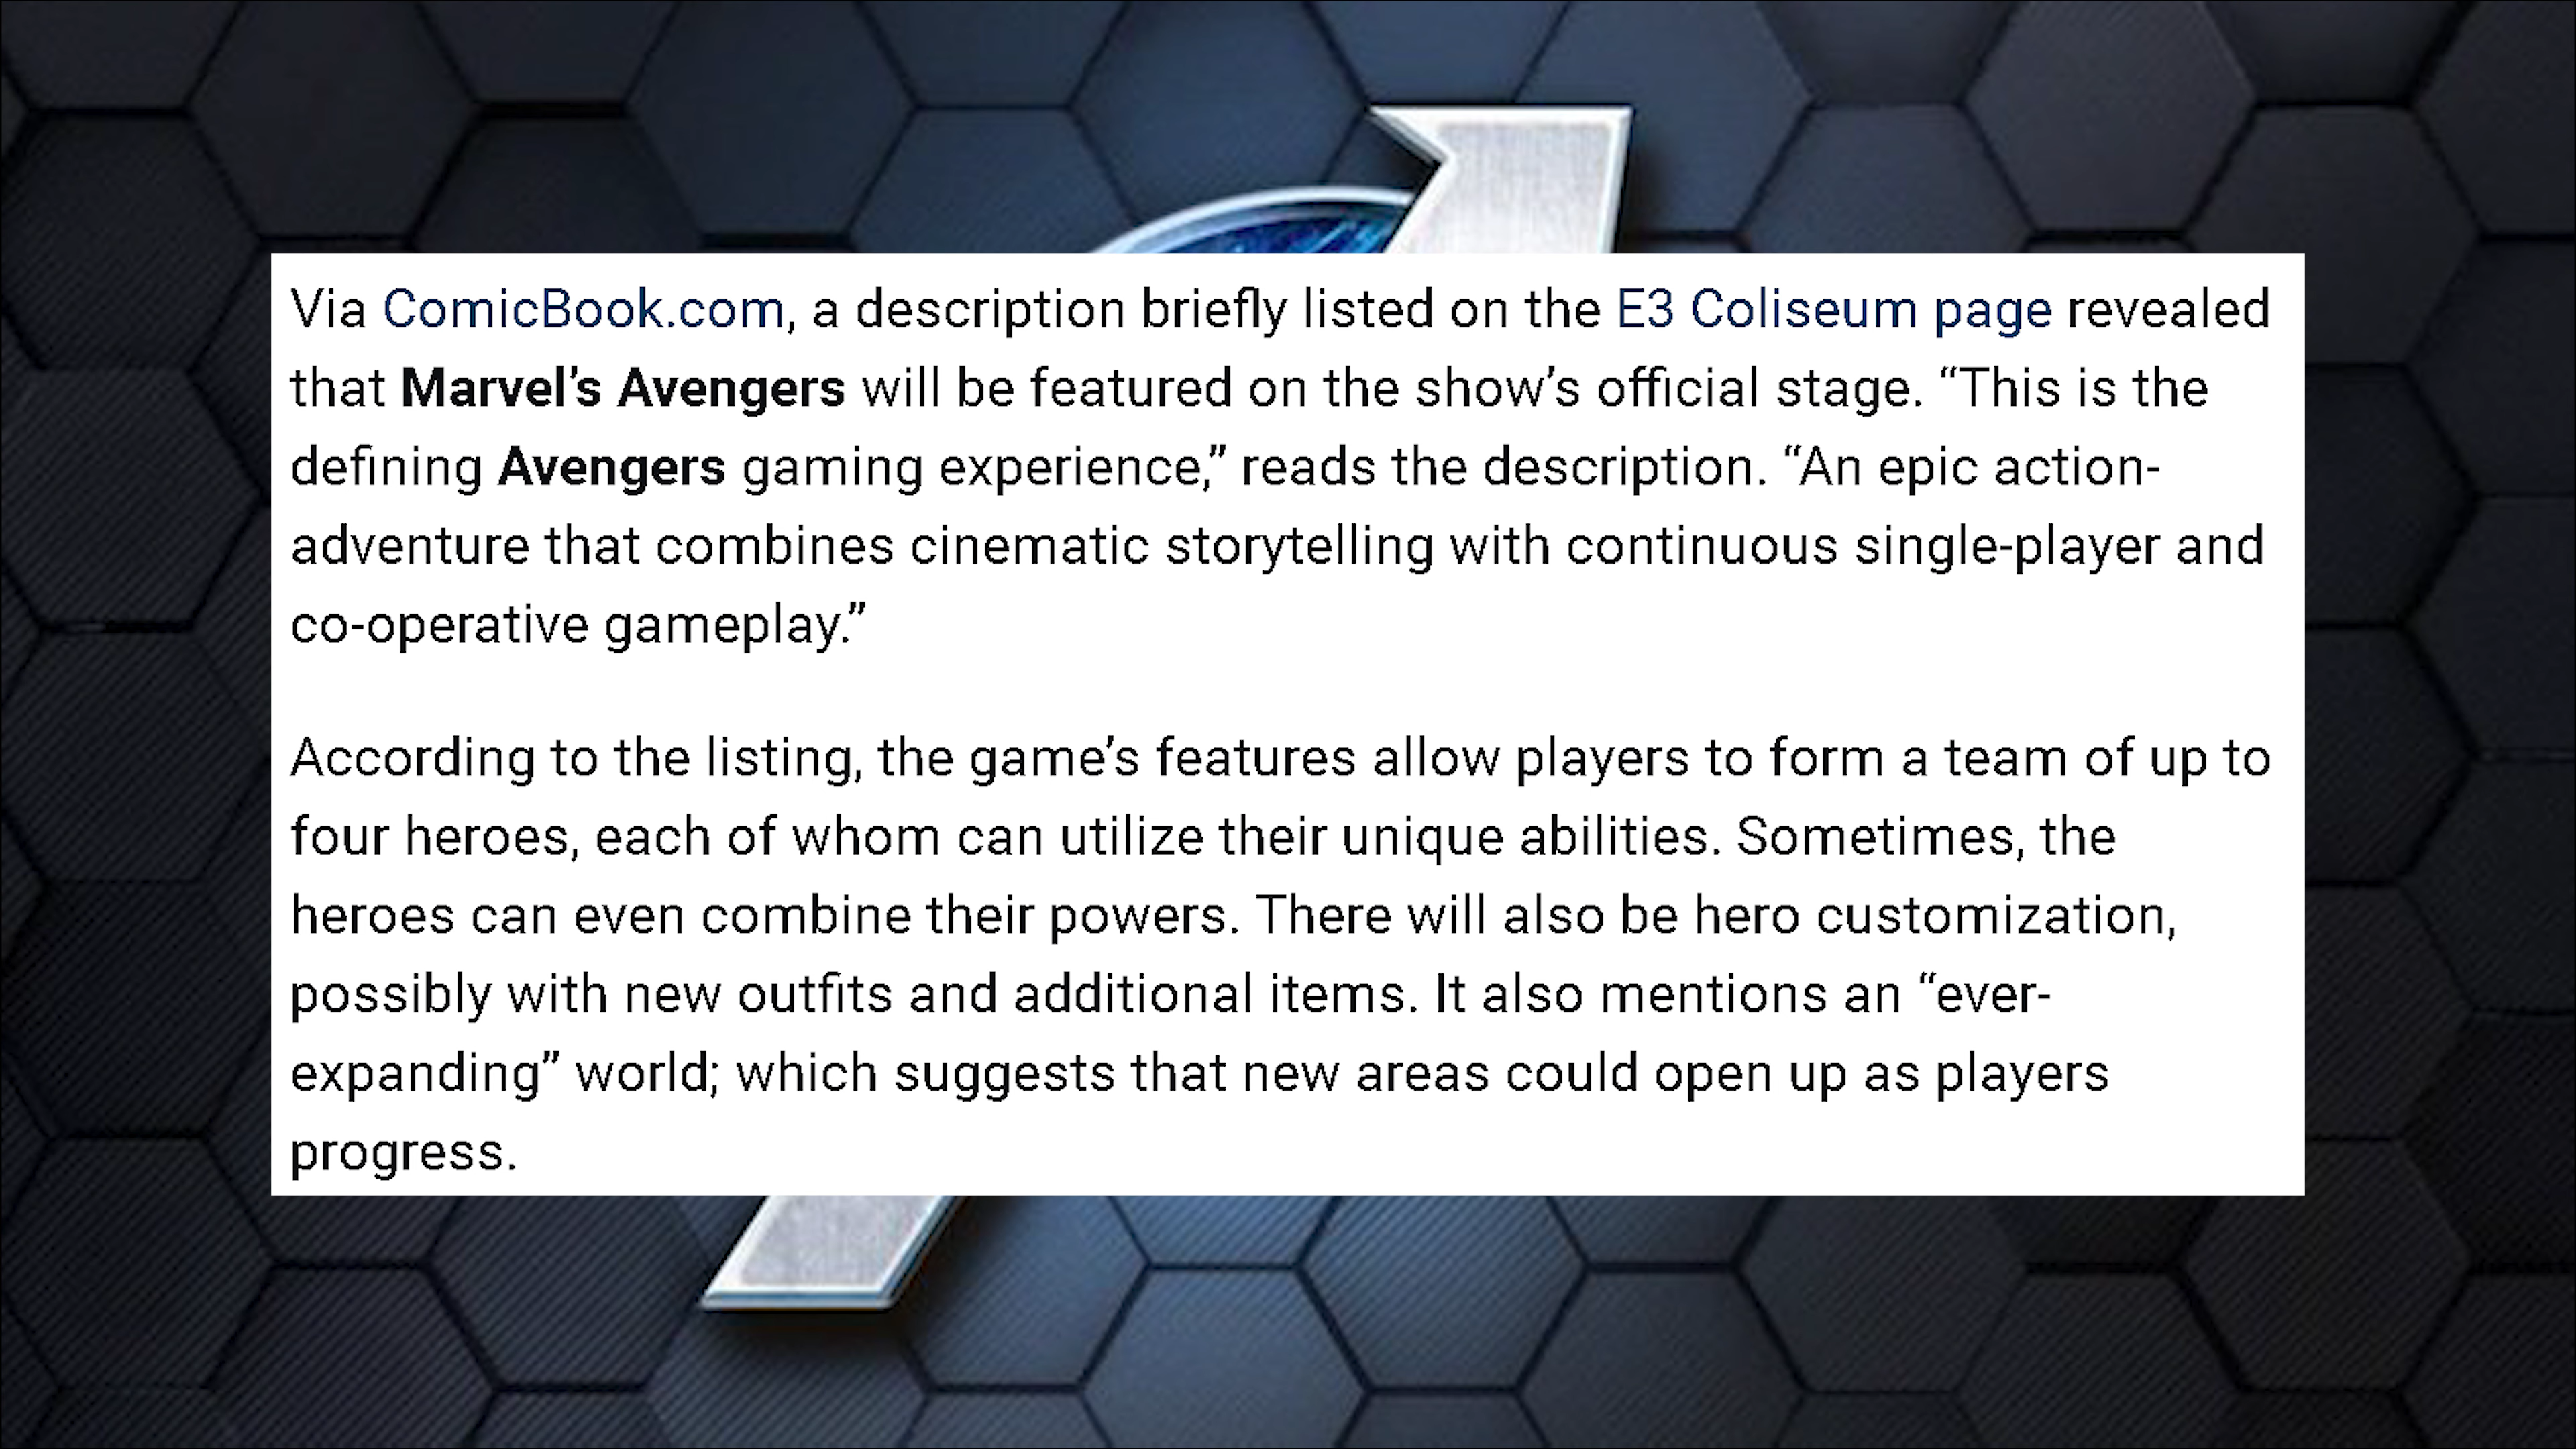 Via ComicBook.com, a description briefly listed on the E3 Coliseum page revealed
that Marvel’s Avengers will be featured on the show’s official stage. “This is the
defining Avengers gaming experience,” reads the description. “An epic action-
adventure that combines cinematic storytelling with continuous single-player and
co-operative gameplay.”
According to the listing, the game’s features allow players to form a team of up to
four heroes, each of whom can utilize their unique abilities. Sometimes, the
heroes can even combine their powers. There will also be hero customization,
possibly with new outfits and additional items. It also mentions an “ever-
expanding” world; which suggests that new areas could open up as players
progress.